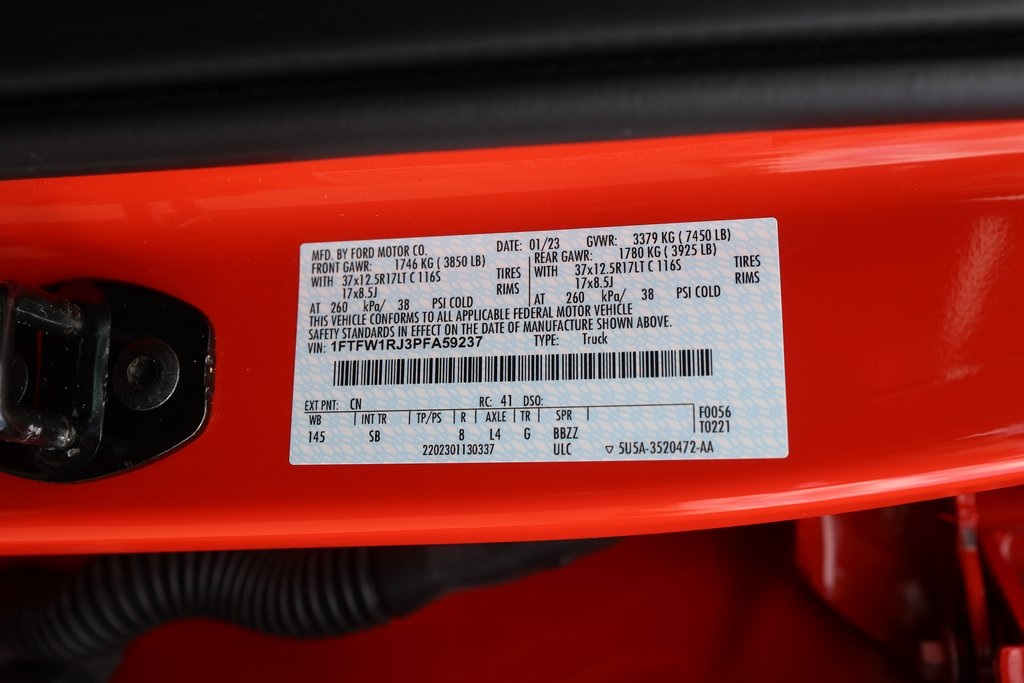 MFD. BY FORD MOTOR CO. DATE: 01/23 GVWR: 3379 KG ( 7450 LB)
FRONT GAWR: 1746 KG ( 3850 LB) REAR GAWR: 1780 KG ( 3925 LB)
WITH 37x12.5R17LT C 116S TIRES WITH 37x12.5R17LT C 116S TIRES
17x8.5J RIMS 17x8.5J RIMS
AT 260 kPa/ 38 PSI COLD AT 260 kPa/ 38 PSI COLD
THIS VEHICLE CONFORMS TO ALL APPLICABLE FEDERAL MOTOR VEHICLE
SAFETY STANDARDS IN EFFECT ON THE DATE OF MANUFACTURE SHOWN ABOVE.
VIN: 1FTFW1RJ3PFA59237 TYPE: Truck
EXT PNT: CN RC: 41 DSO:
WB INT TR TP/PS R AXLE TR SPR F0056
145 SB 8 L4 G BBZZ T0221
2202301130337 ULC ▽ 5U5A-3520472-AA